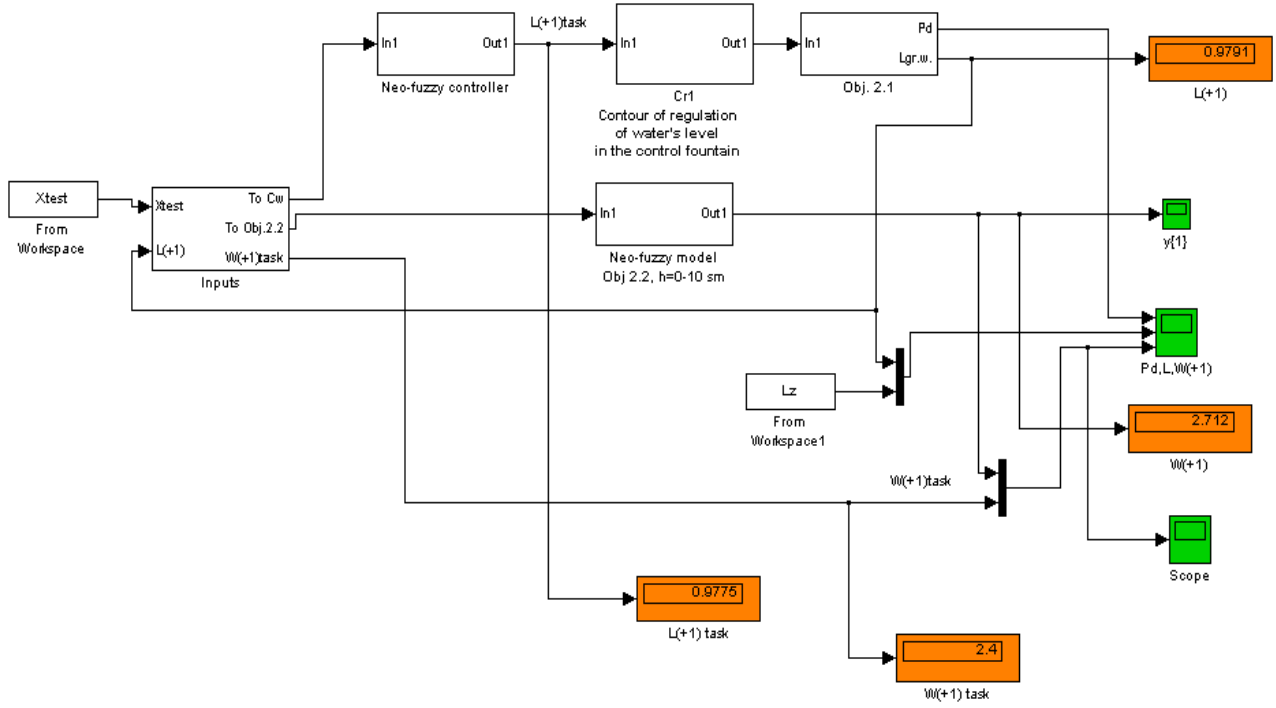 L(+1)task
In1
Out1
Neo-fuzzy controller
In1
Out1
Cr1
Contour of regulation
of water's level
in the control fountain
In1
Pd
Lgr.w.
Obj. 2.1
0.9791
L(+1)
Xtest
From
Workspace
Xtest
L(+1)
To Cw
To Obj.2.2
W(+1)task
Inputs
In1
Out1
Neo-fuzzy model
Obj 2.2, h=0-10 sm
y{1}
Pd,L,W(+1)
Lz
From
Workspace1
2.712
W(+1)
W(+1)task
Scope
0.9775
L(+1) task
2.4
W(+1) task